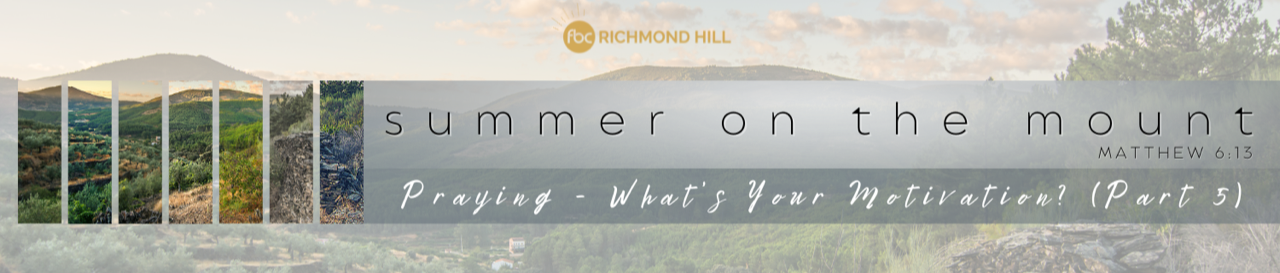 fbc RICHMOND HILL
summer on the mount
MATTHEW 6:13
Praying - What's Your Motivation? (Part 5)